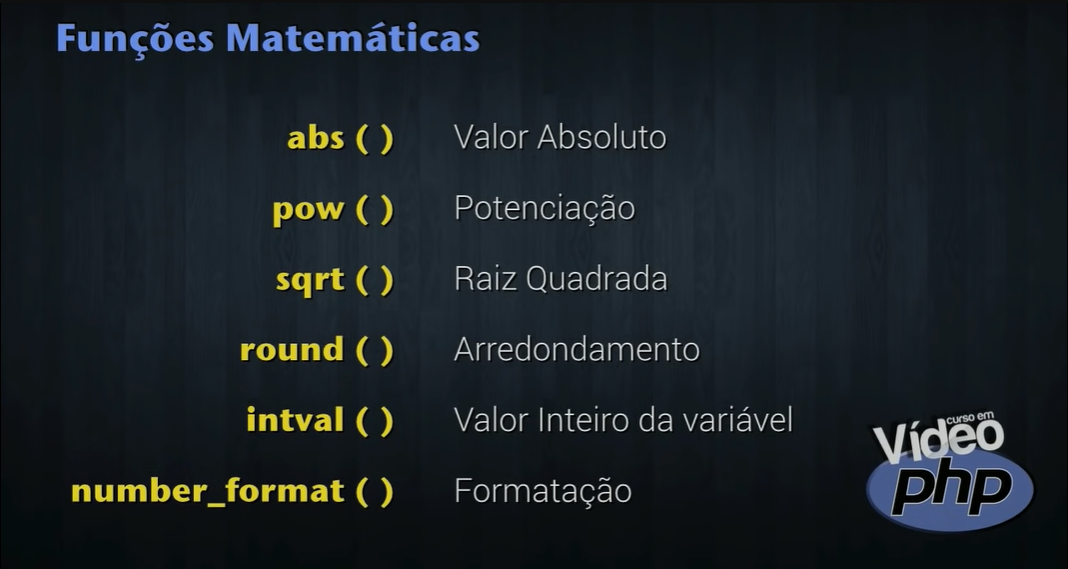 Funções Matemáticas
abs ( ) Valor Absoluto
pow ( ) Potenciação
sqrt ( ) Raiz Quadrada
round ( ) Arredondamento
intval ( ) Valor Inteiro da variável
number_format ( ) Formatação
curso em
Vídeo
php